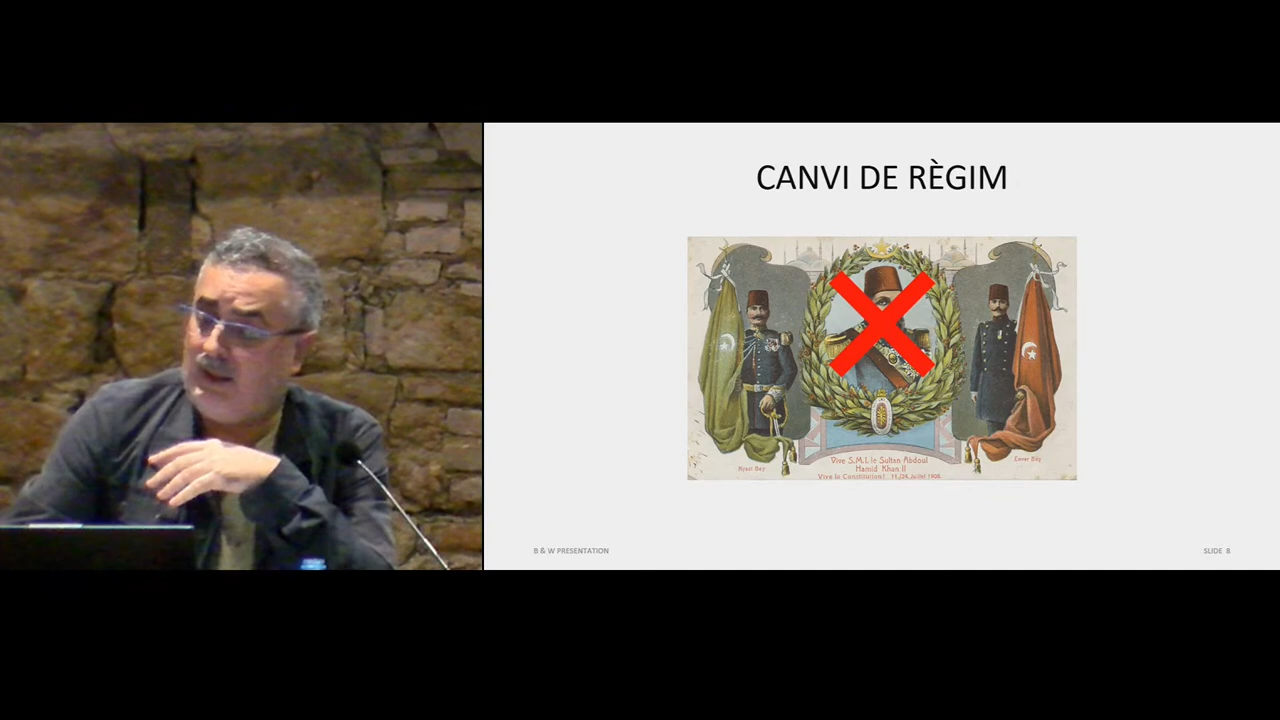 CANVI DE RÈGIM
Vive S.M.I. le Sultan Abdoul
Hamid Khan II
Vive la Constitution! 11/24 Juillet 1908.
Niyazi Bey
Enver Bey
B & W PRESENTATION
SLIDE 8